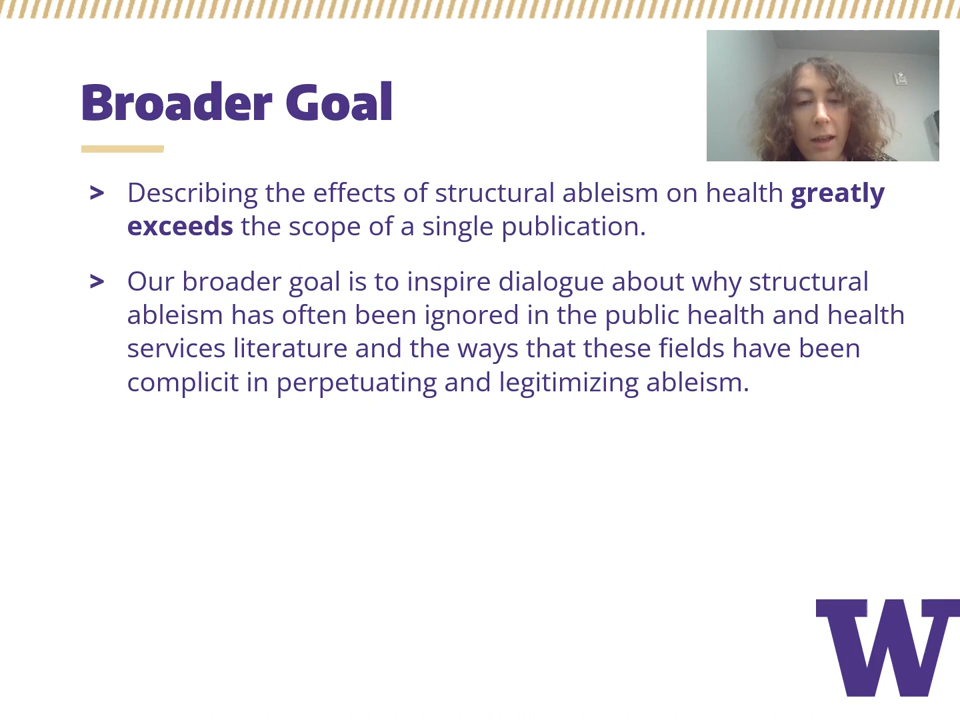 Broader Goal
> Describing the effects of structural ableism on health greatly
exceeds the scope of a single publication.
> Our broader goal is to inspire dialogue about why structural
ableism has often been ignored in the public health and health
services literature and the ways that these fields have been
complicit in perpetuating and legitimizing ableism.
W